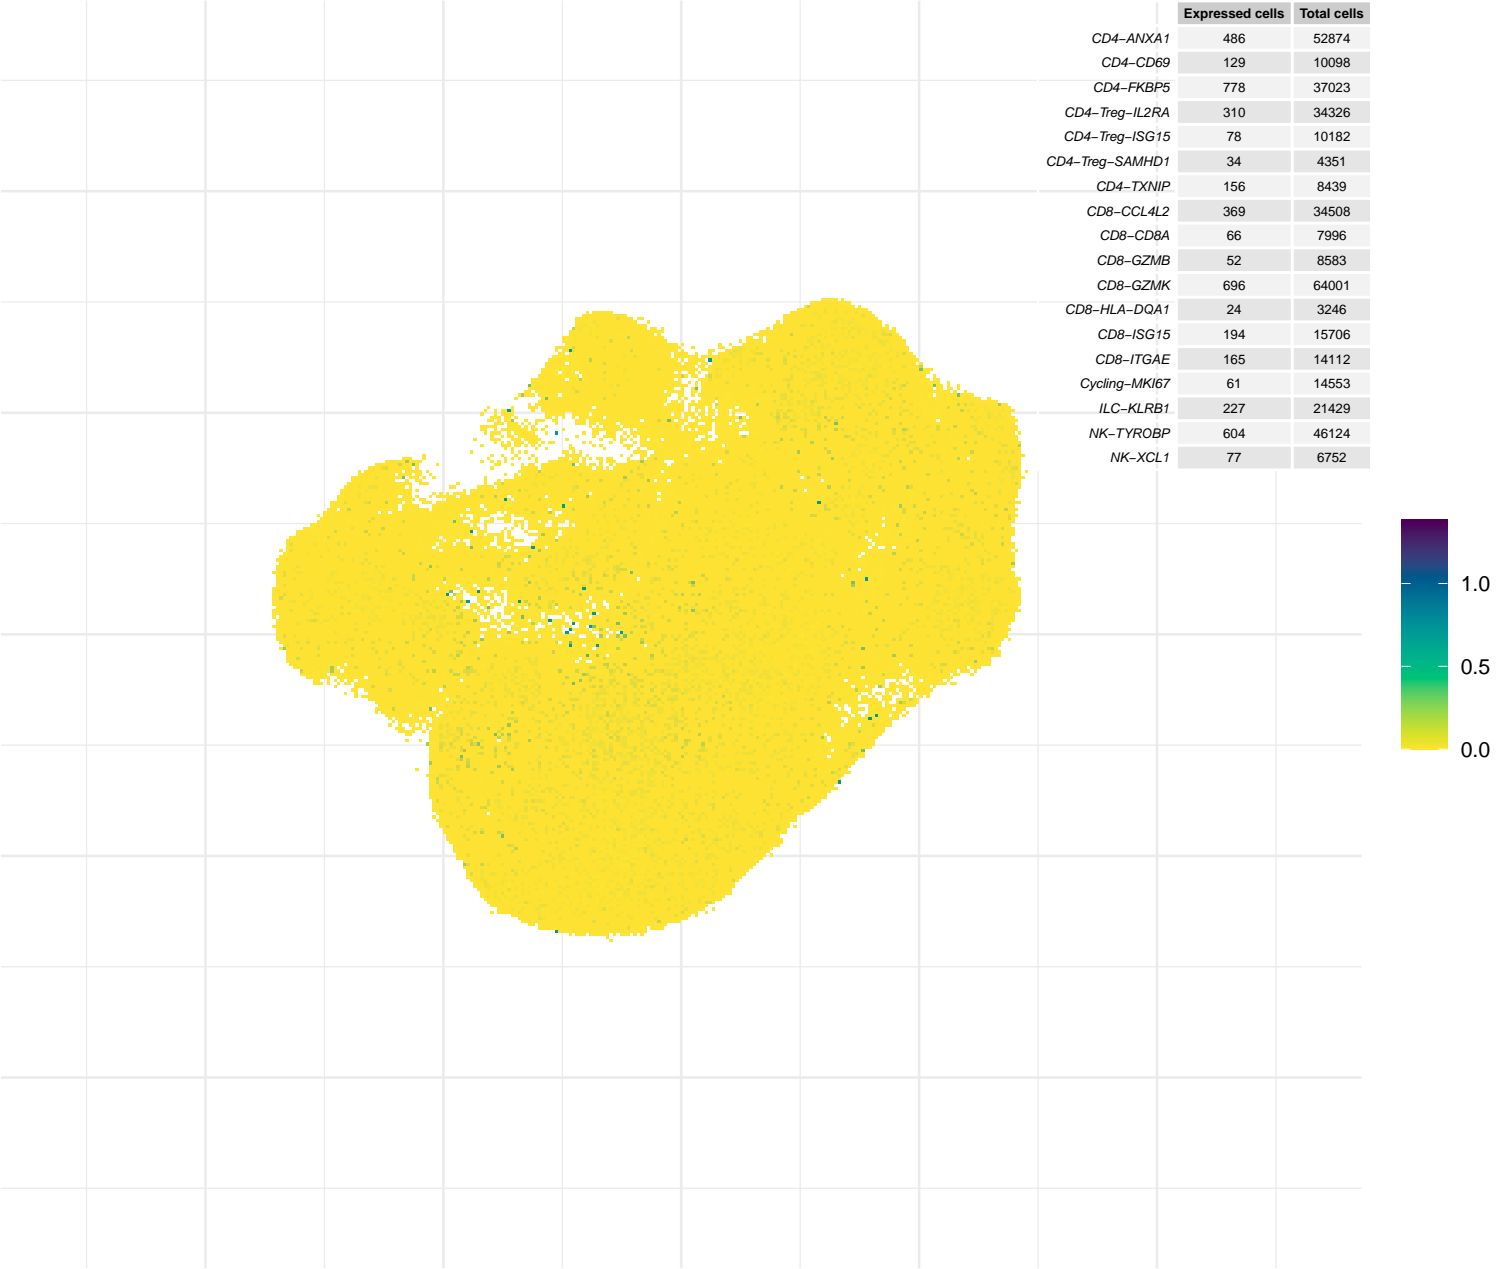 Expressed cells Total cells
CD4−ANXA1 486 52874
CD4−CD69 129 10098
CD4−FKBP5 778 37023
CD4−Treg−IL2RA 310 34326
CD4−Treg−ISG15 78 10182
CD4−Treg−SAMHD1 34 4351
CD4−TXNIP 156 8439
CD8−CCL4L2 369 34508
CD8−CD8A 66 7996
CD8−GZMB 52 8583
CD8−GZMK 696 64001
CD8−HLA−DQA1 24 3246
CD8−ISG15 194 15706
CD8−ITGAE 165 14112
Cycling−MKI67 61 14553
ILC−KLRB1 227 21429
NK−TYROBP 604 46124
NK−XCL1 77 6752
1.0
0.5
0.0